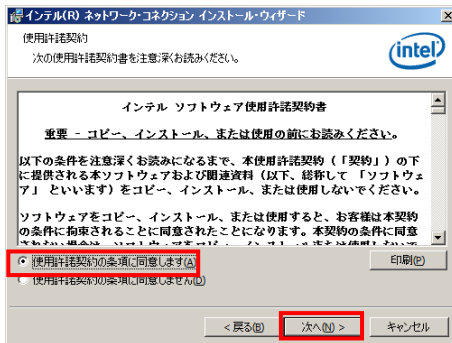 インテル(R) ネットワーク・コネクション インストール・ウィザード
使用許諾契約
次の使用許諾契約書を注意深くお読みください。
intel
インテル ソフトウェア使用許諾契約書
重要 - コピー、インストール、または使用の前にお読みください。
以下の条件を注意深くお読みになるまで、本使用許諾契約（「契約」）の下
に提供される本ソフトウェアおよび関連資料（以下、総称して 「ソフトウェ
ア」 といいます）をコピー、インストール、または使用しないでください。
ソフトウェアをコピー、インストール、または使用すると、お客様は本契約
の条件に拘束されることに同意されたことになります。本契約の条件に同意
使用許諾契約の条項に同意します(A)
印刷(P)
使用許諾契約の条項に同意しません(D)
< 戻る(B)
次へ(N) >
キャンセル